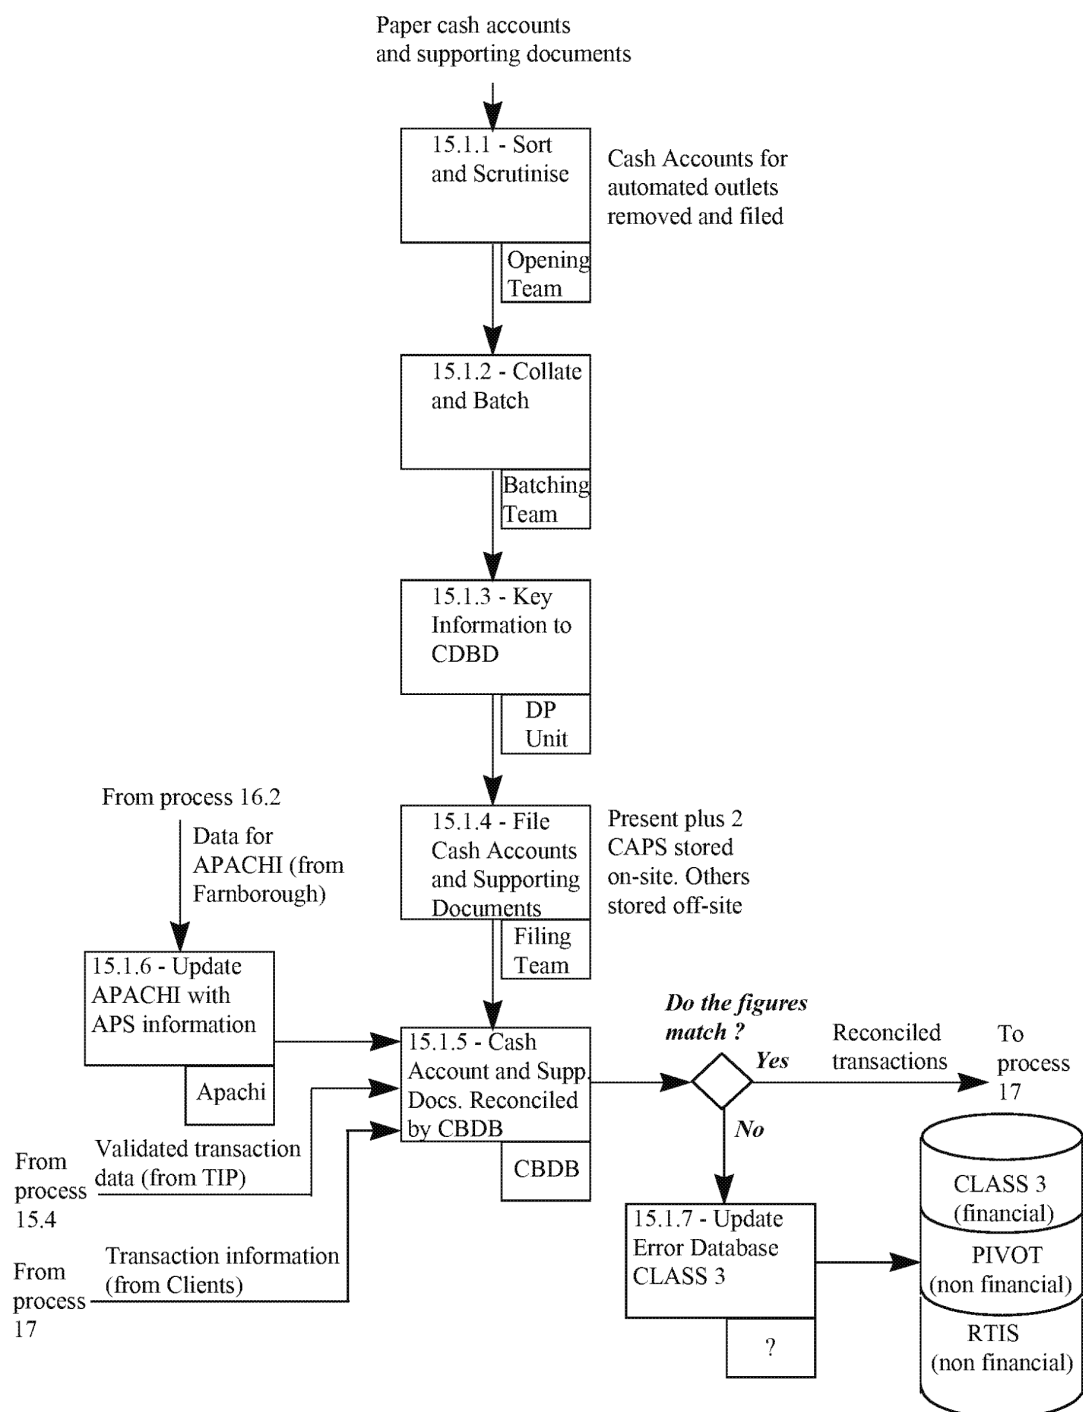 Paper cash accounts
and supporting documents
15.1.1 - Sort
and Scrutinise
Cash Accounts for
automated outlets
removed and filed
Opening
Team
15.1.2 - Collate
and Batch
Batching
Team
15.1.3 - Key
Information to
CDBD
DP
Unit
From process 16.2
Data for
APACHI (from
Farnborough)
15.1.4 - File
Cash Accounts
and Supporting
Documents
Present plus 2
CAPS stored
on-site. Others
stored off-site
Filing
Team
15.1.6 - Update
APACHI with
APS information
Apachi
15.1.5 - Cash
Account and Supp.
Docs. Reconciled
by CBDB
CBDB
Do the figures
match ?
Yes
Reconciled
transactions
To
process
17
No
From
process
15.4
Validated transaction
data (from TIP)
From
process
17
Transaction information
(from Clients)
15.1.7 - Update
Error Database
CLASS 3
?
CLASS 3
(financial)
PIVOT
(non financial)
RTIS
(non financial)